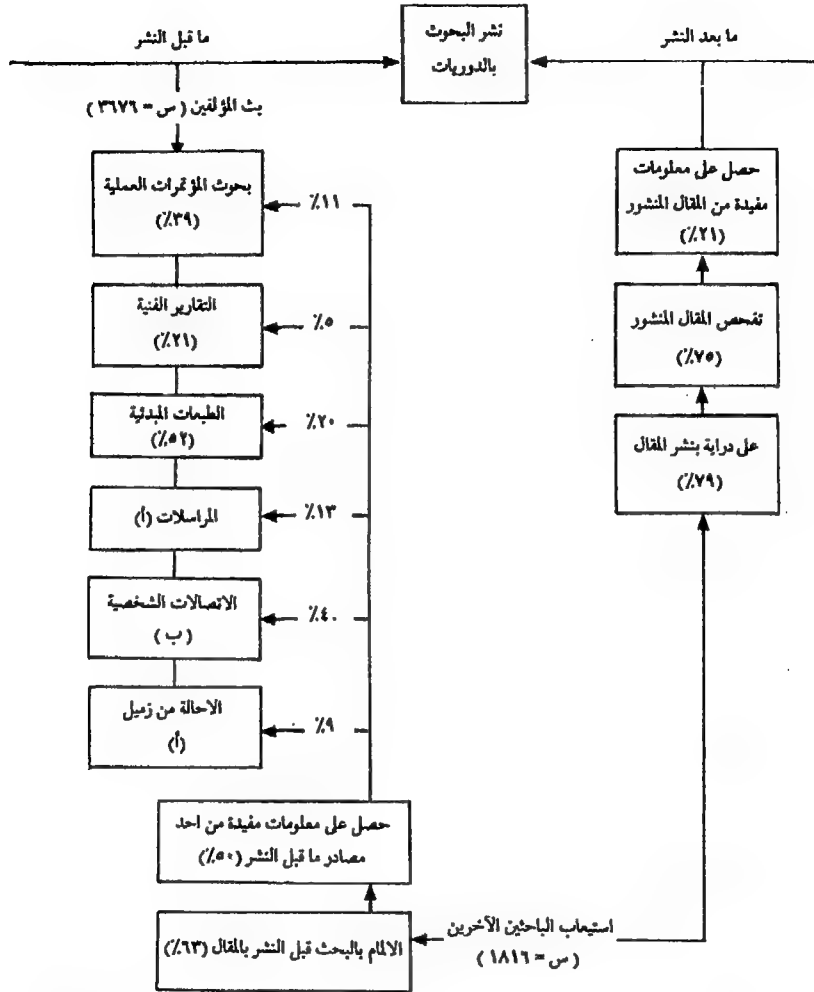 ما قبل النشر
نشر البحوث
بالدوريات
ما بعد النشر
بث المؤلفين ( س = ٣٦٧٦ )
بحوث المؤتمرات العملية
(٣٩٪)
١١٪
التقارير الفنية
(٢١٪)
٥٪
الطبعات المبدئية
(٥٢٪)
٢٠٪
المراسلات (أ)
١٣٪
الاتصالات الشخصية
( ب )
٤٠٪
الاحالة من زميل
(أ)
٩٪
حصل على معلومات مفيدة من احد
مصادر ما قبل النشر (٥٠٪)
الالمام بالبحث قبل النشر بالمقال (٦٣٪)
استيعاب الباحثين الآخرين
( س = ١٨١٦ )
حصل على معلومات
مفيدة من المقال المنشور
(٢١٪)
تفحص المقال المنشور
(٧٥٪)
على دراية بنشر المقال
(٧٩٪)